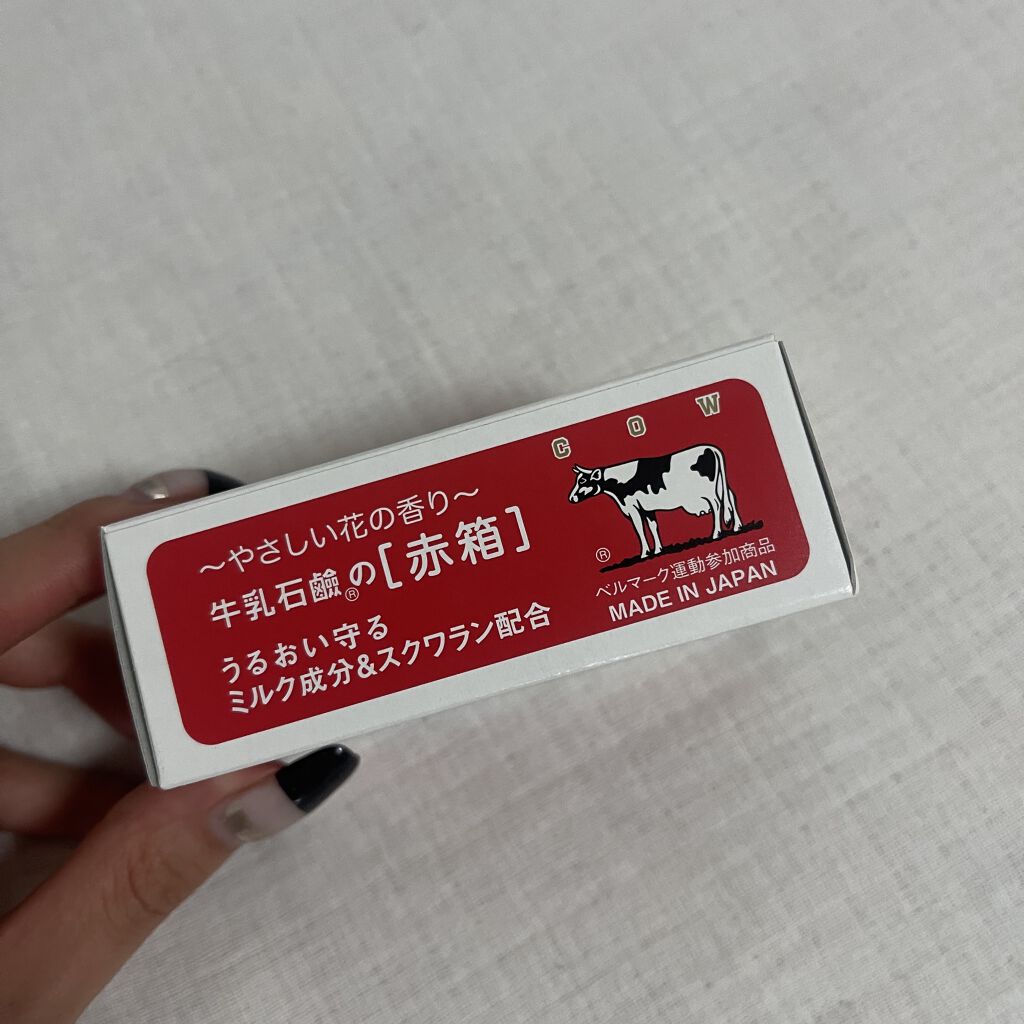 〜やさしい花の香り〜
牛乳石鹼®の[赤箱]
うるおい守る
ミルク成分&スクワラン配合
COW
®
ベルマーク運動参加商品
MADE IN JAPAN